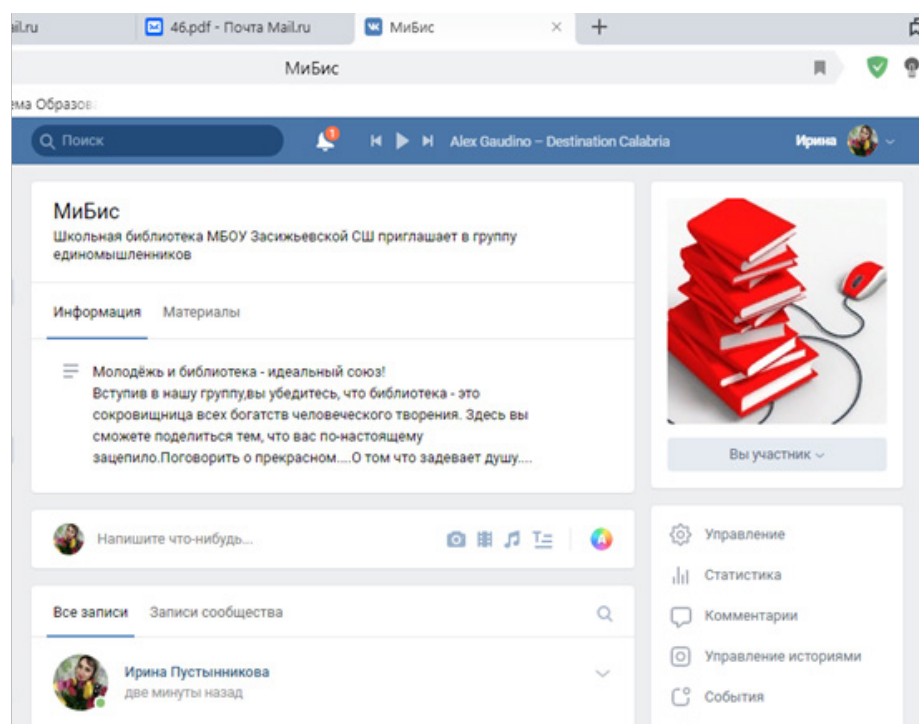 ail.ru
46.pdf - Почта Mail.ru
МиБис
МиБис
ема Образов
Поиск
1
Alex Gaudino – Destination Calabria
Ирина
МиБис
Школьная библиотека МБОУ Засижьевской СШ приглашает в группу
единомышленников
Информация Материалы
Молодёжь и библиотека - идеальный союз!
Вступив в нашу группу,вы убедитесь, что библиотека - это
сокровищница всех богатств человеческого творения. Здесь вы
сможете поделиться тем, что вас по-настоящему
зацепило.Поговорить о прекрасном....О том что задевает душу....
Вы участник
Напишите что-нибудь...
Все записи Записи сообщества
Ирина Пустынникова
две минуты назад
Управление
Статистика
Комментарии
Управление историями
События